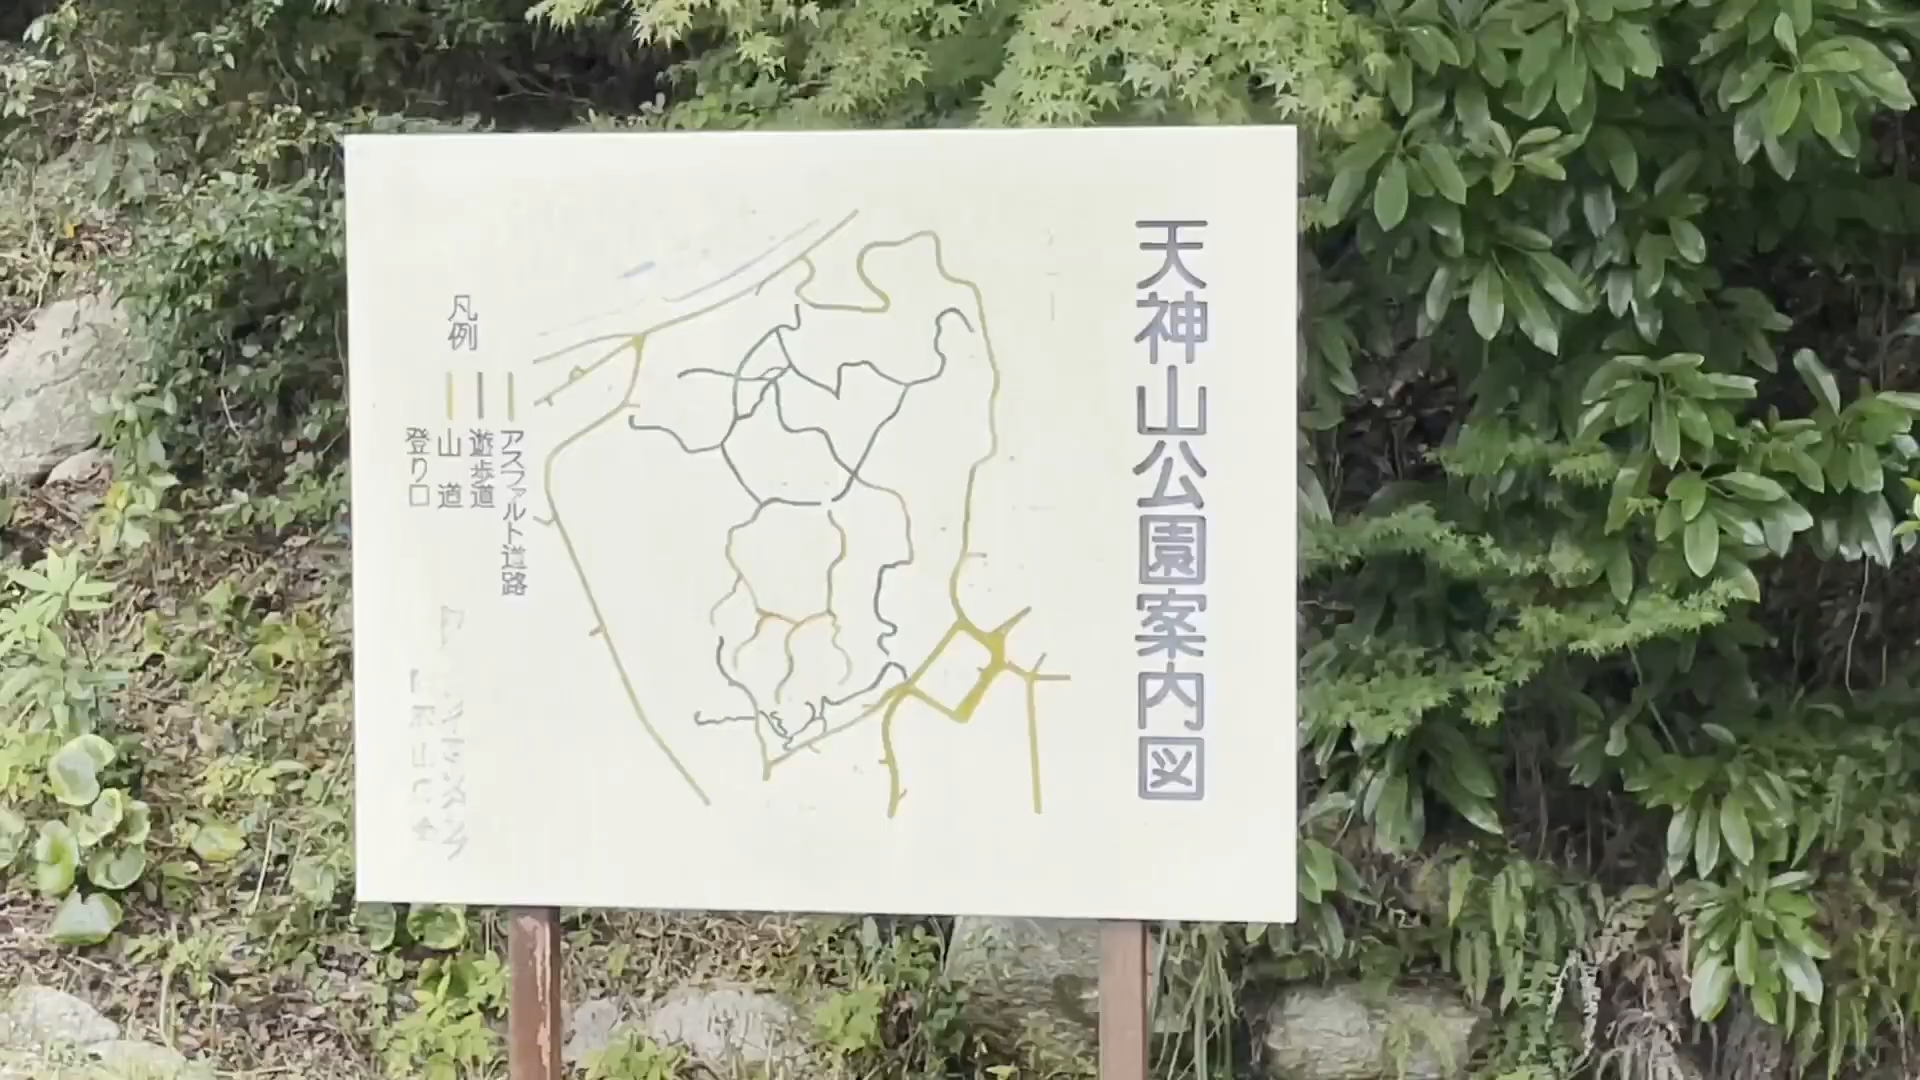 天神山公園案内図
凡例
アスファルト道路
遊歩道
山道
登り口